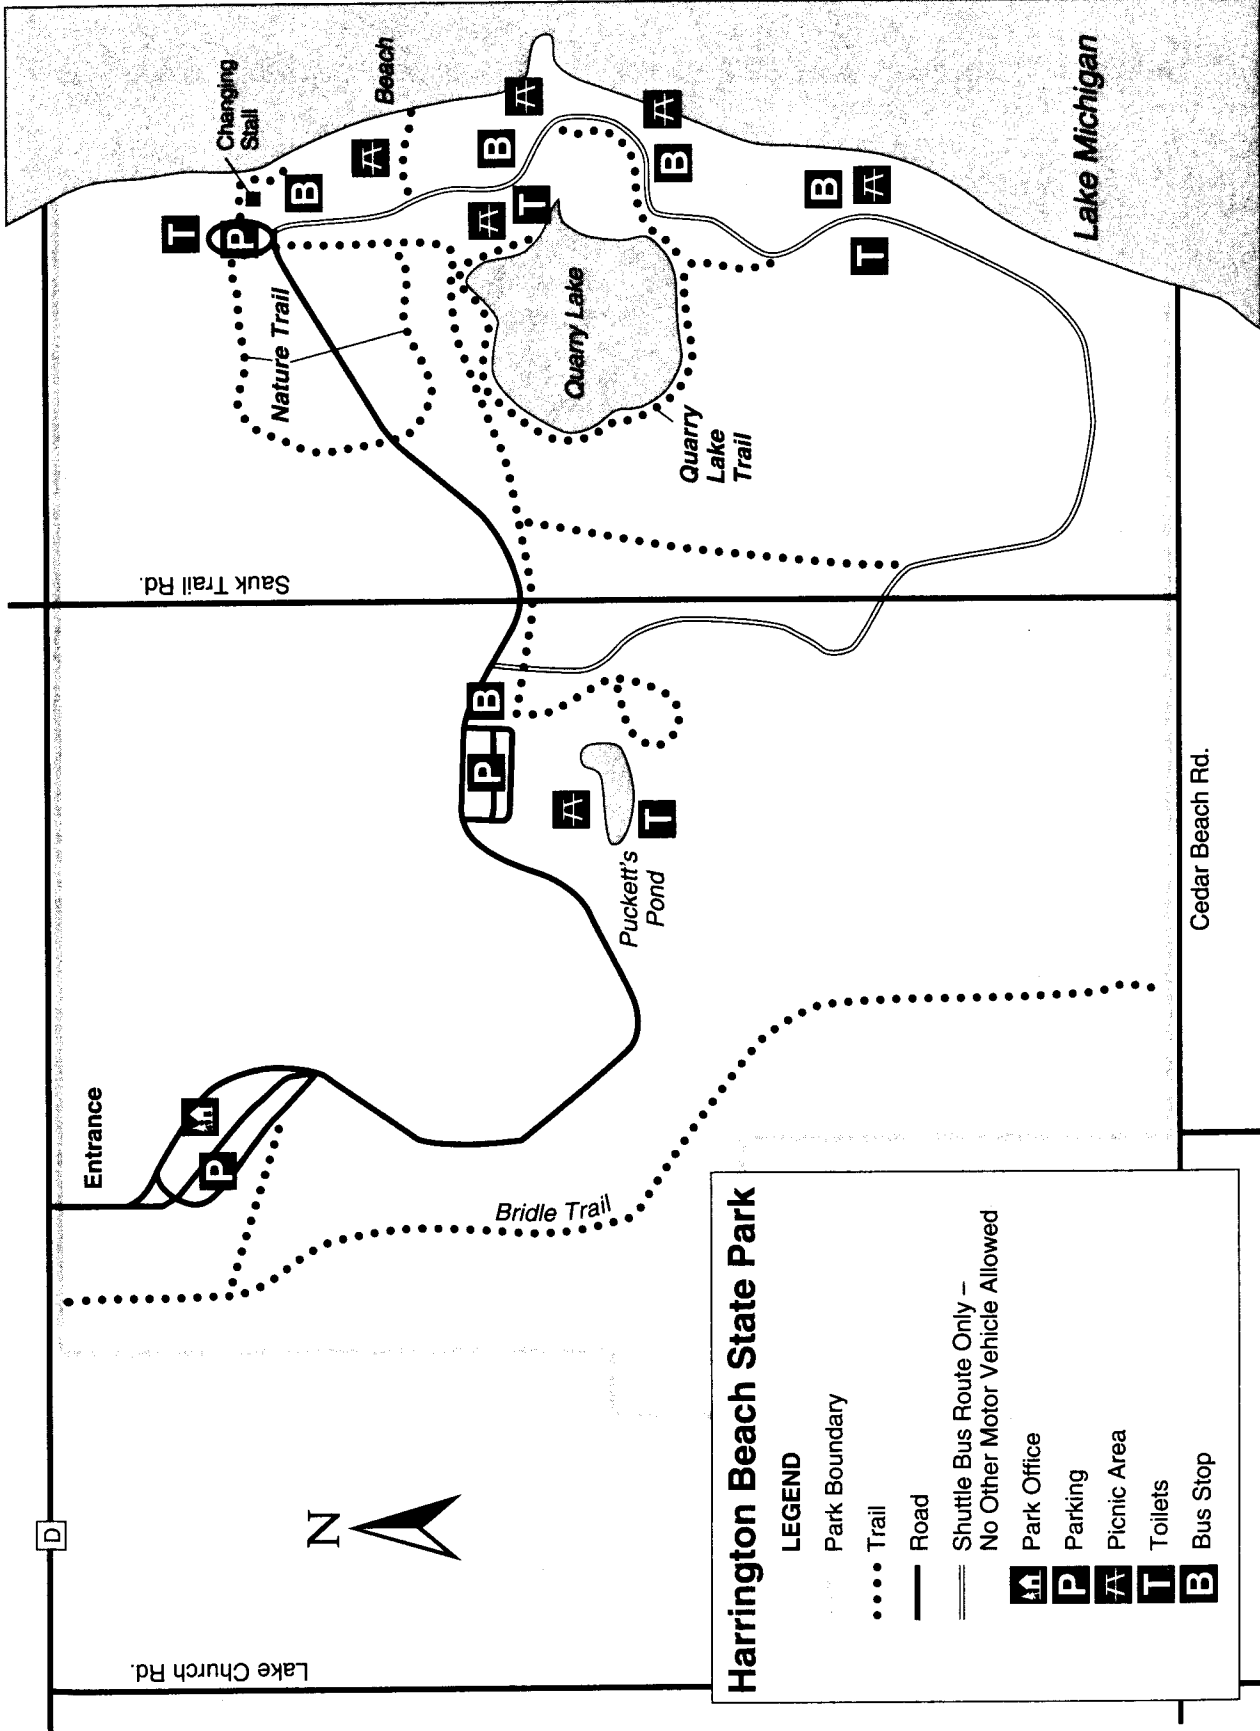 Harrington Beach State Park
LEGEND
Park Boundary
Trail
Road
Shuttle Bus Route Only –
No Other Motor Vehicle Allowed
Park Office
P Parking
Picnic Area
T Toilets
B Bus Stop
D
N
Lake Church Rd.
Entrance
P
Bridle Trail
Puckett's
Pond
T
P
B
Sauk Trail Rd.
Cedar Beach Rd.
Nature Trail
Quarry
Lake
Trail
Quarry Lake
T
P
T
Changing
Stall
B
Beach
B
B
B
T
Lake Michigan